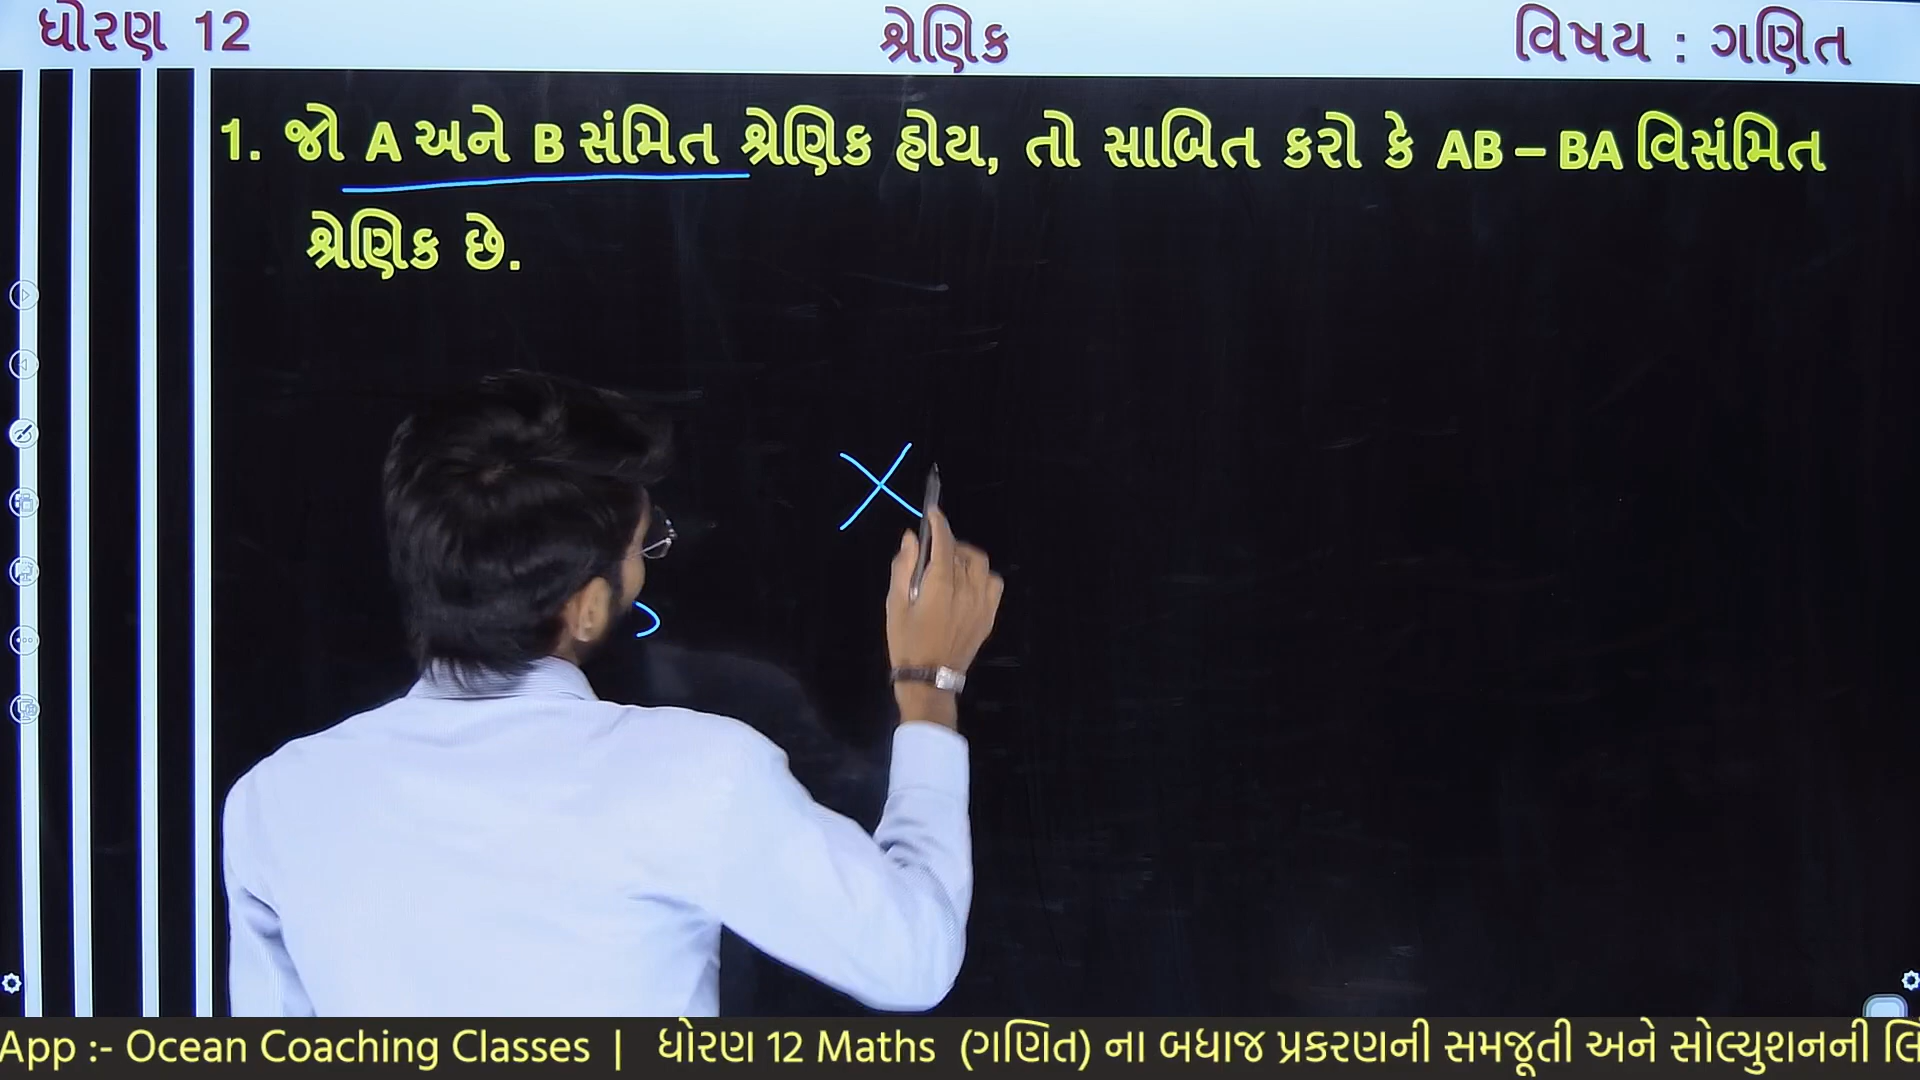 ધોરણ 12
શ્રેણિક
વિષય : ગણિત
1. જો A અને B સંમિત શ્રેણિક હોય, તો સાબિત કરો કે AB – BA વિસંમિત
શ્રેણિક છે.
App :- Ocean Coaching Classes | ધોરણ 12 Maths (ગણિત) ના બધાજ પ્રકરણની સમજૂતી અને સોલ્યુશનની